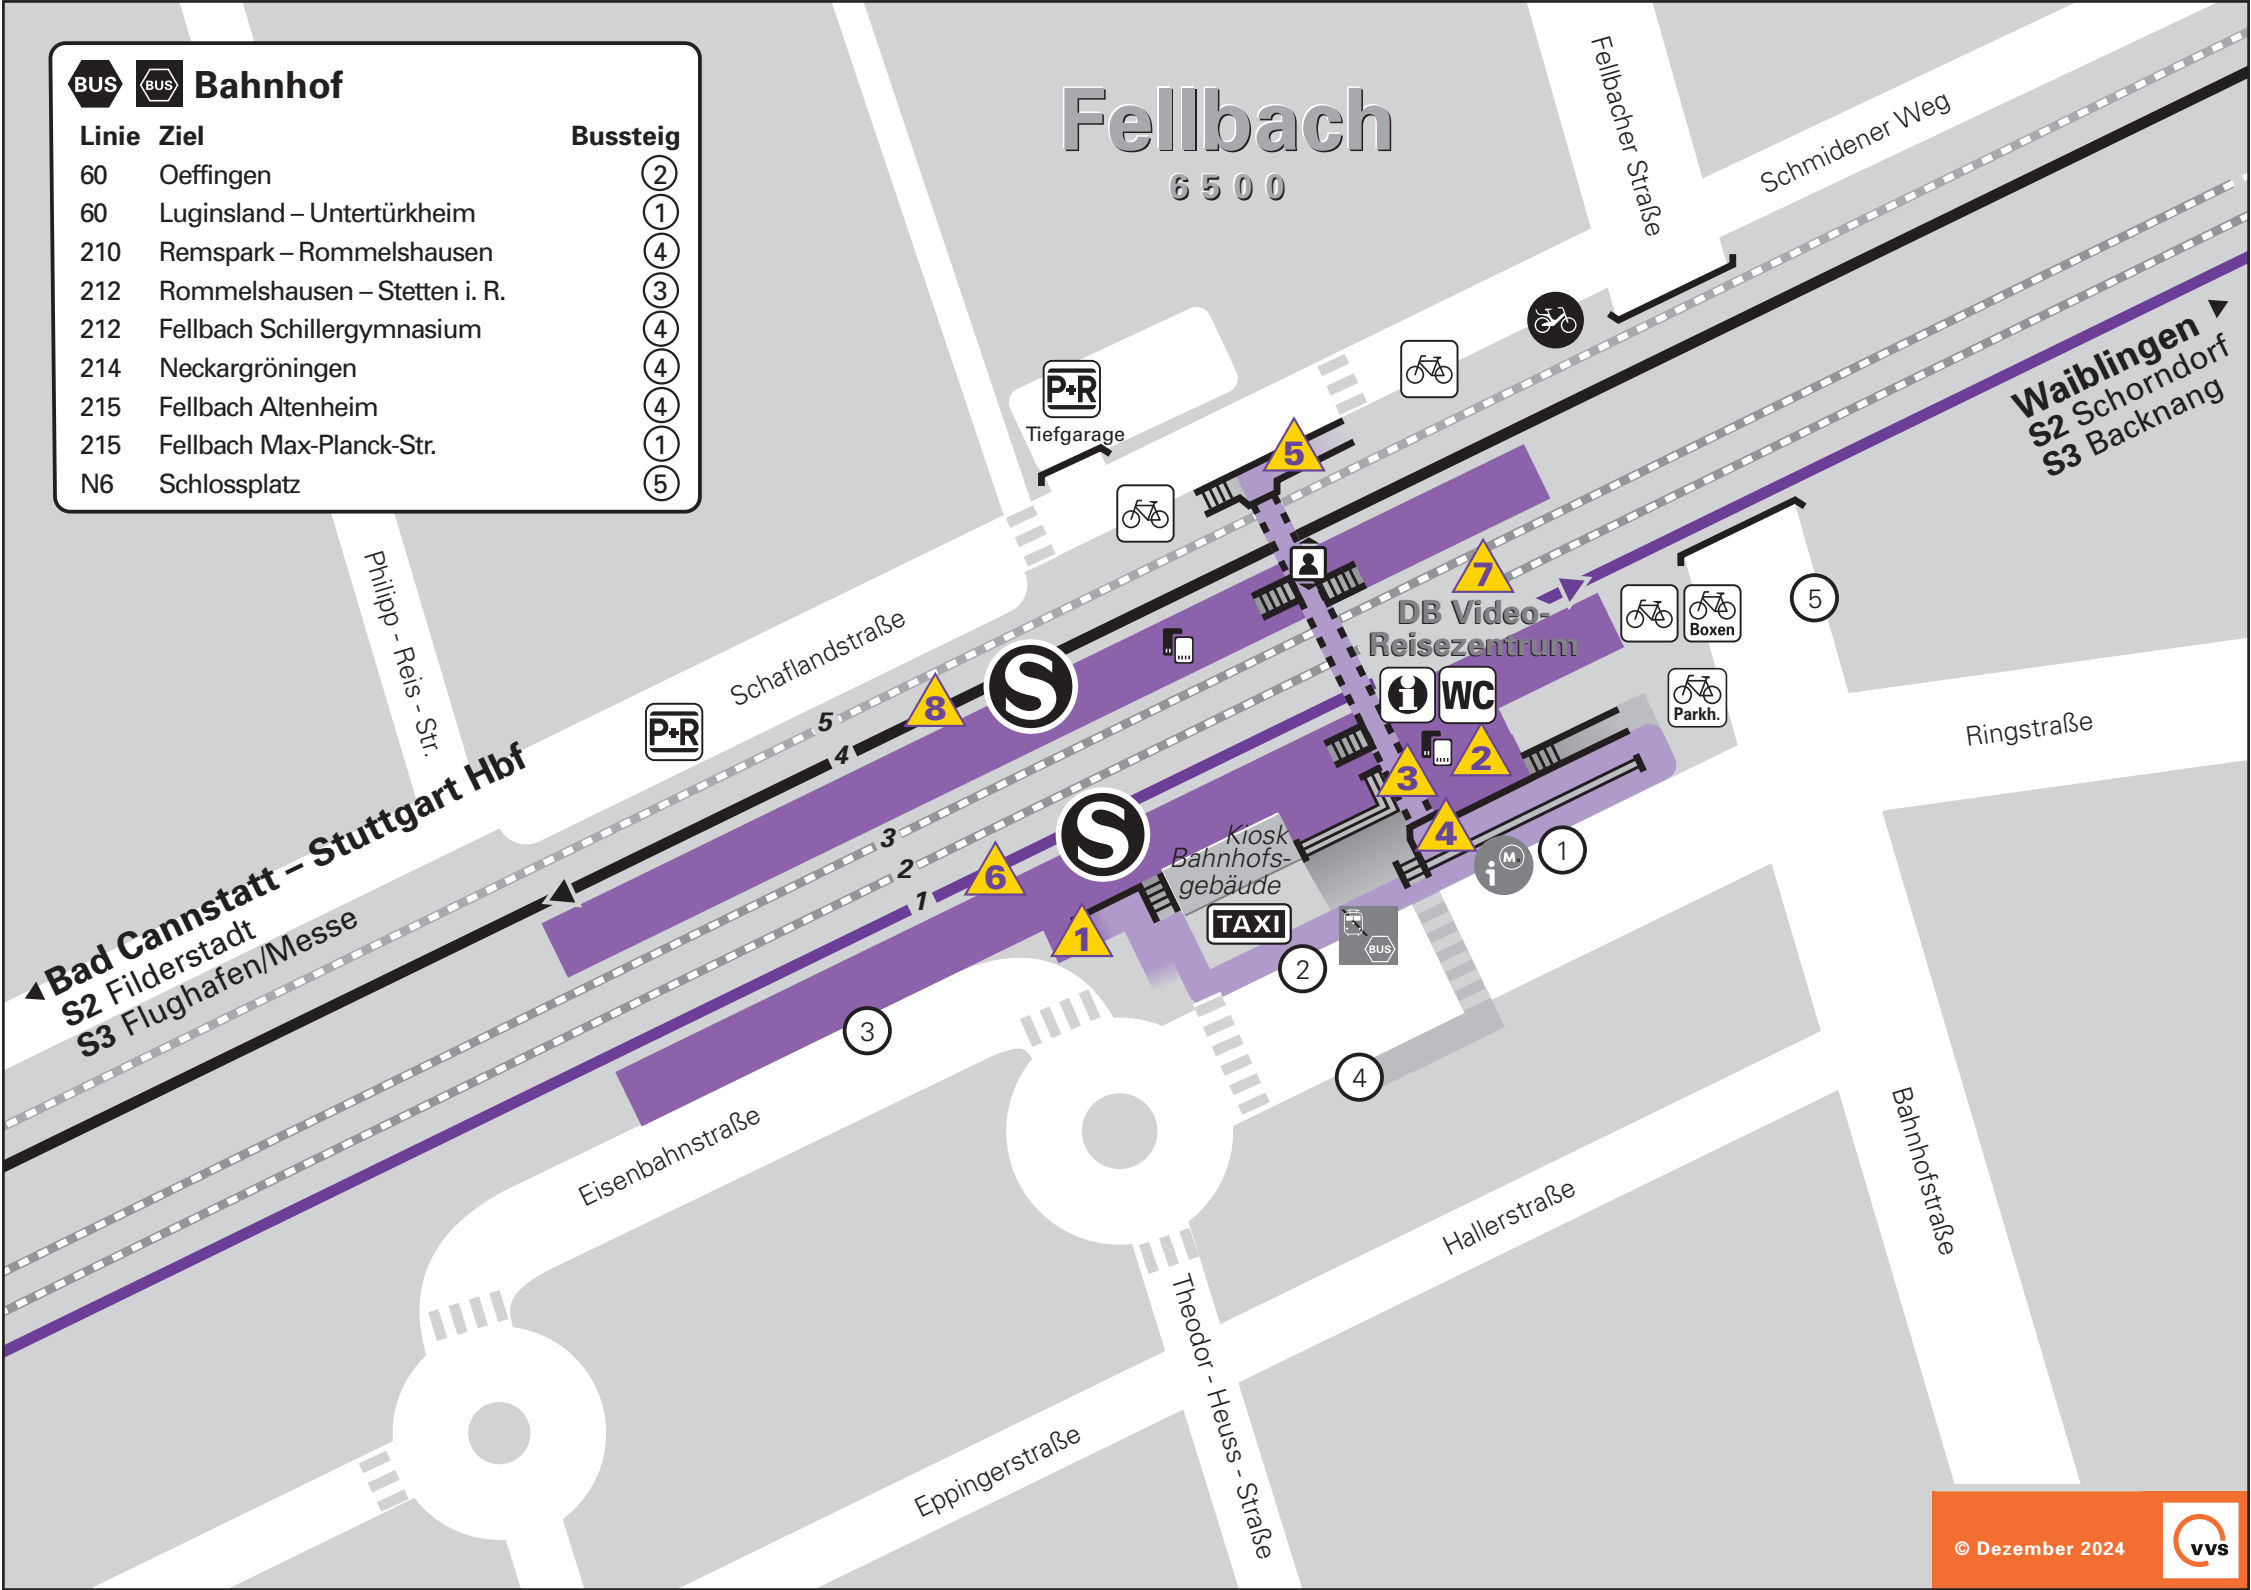 BUS BUS Bahnhof
Linie Ziel Bussteig
60 Oeffingen 2
60 Luginsland – Untertürkheim 1
210 Remspark – Rommelshausen 4
212 Rommelshausen – Stetten i. R. 3
212 Fellbach Schillergymnasium 4
214 Neckargröningen 4
215 Fellbach Altenheim 4
215 Fellbach Max-Planck-Str. 1
N6 Schlossplatz 5
Fellbach
6500
Fellbacher Straße
Schmidener Weg
Waiblingen
S2 Schorndorf
S3 Backnang
P+R
Tiefgarage
5
Philipp - Reis - Str.
Schaflandstraße
P+R
S
8
5
4
3
2
1
7
DB Video-
Reisezentrum
i WC
2
3
4
Boxen
5
Parkh.
Ringstraße
Bad Cannstatt – Stuttgart Hbf
S2 Filderstadt
S3 Flughafen/Messe
S
6
1
Kiosk
Bahnhofs-
gebäude
TAXI
i M.
1
2
BUS
3
4
Eisenbahnstraße
Bahnhofstraße
Hallerstraße
Theodor - Heuss - Straße
Eppingerstraße
© Dezember 2024
vvs